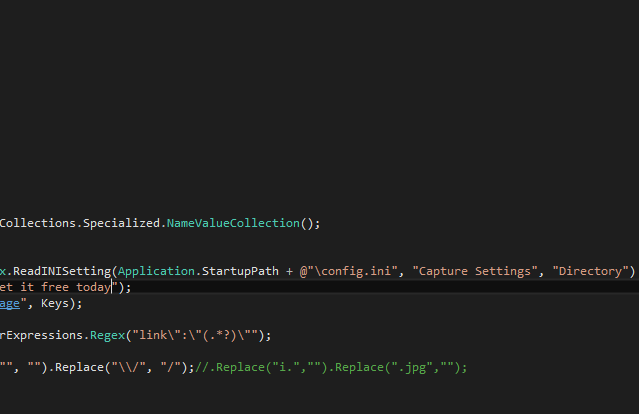 Collections.Specialized.NameValueCollection();
x.ReadINISetting(Application.StartupPath + @"\config.ini", "Capture Settings", "Directory")
et it free today");
age", Keys);
rExpressions.Regex("link\":\"(.*?)\"");
"", "").Replace("\\/", "/");//.Replace("i.","").Replace(".jpg","");